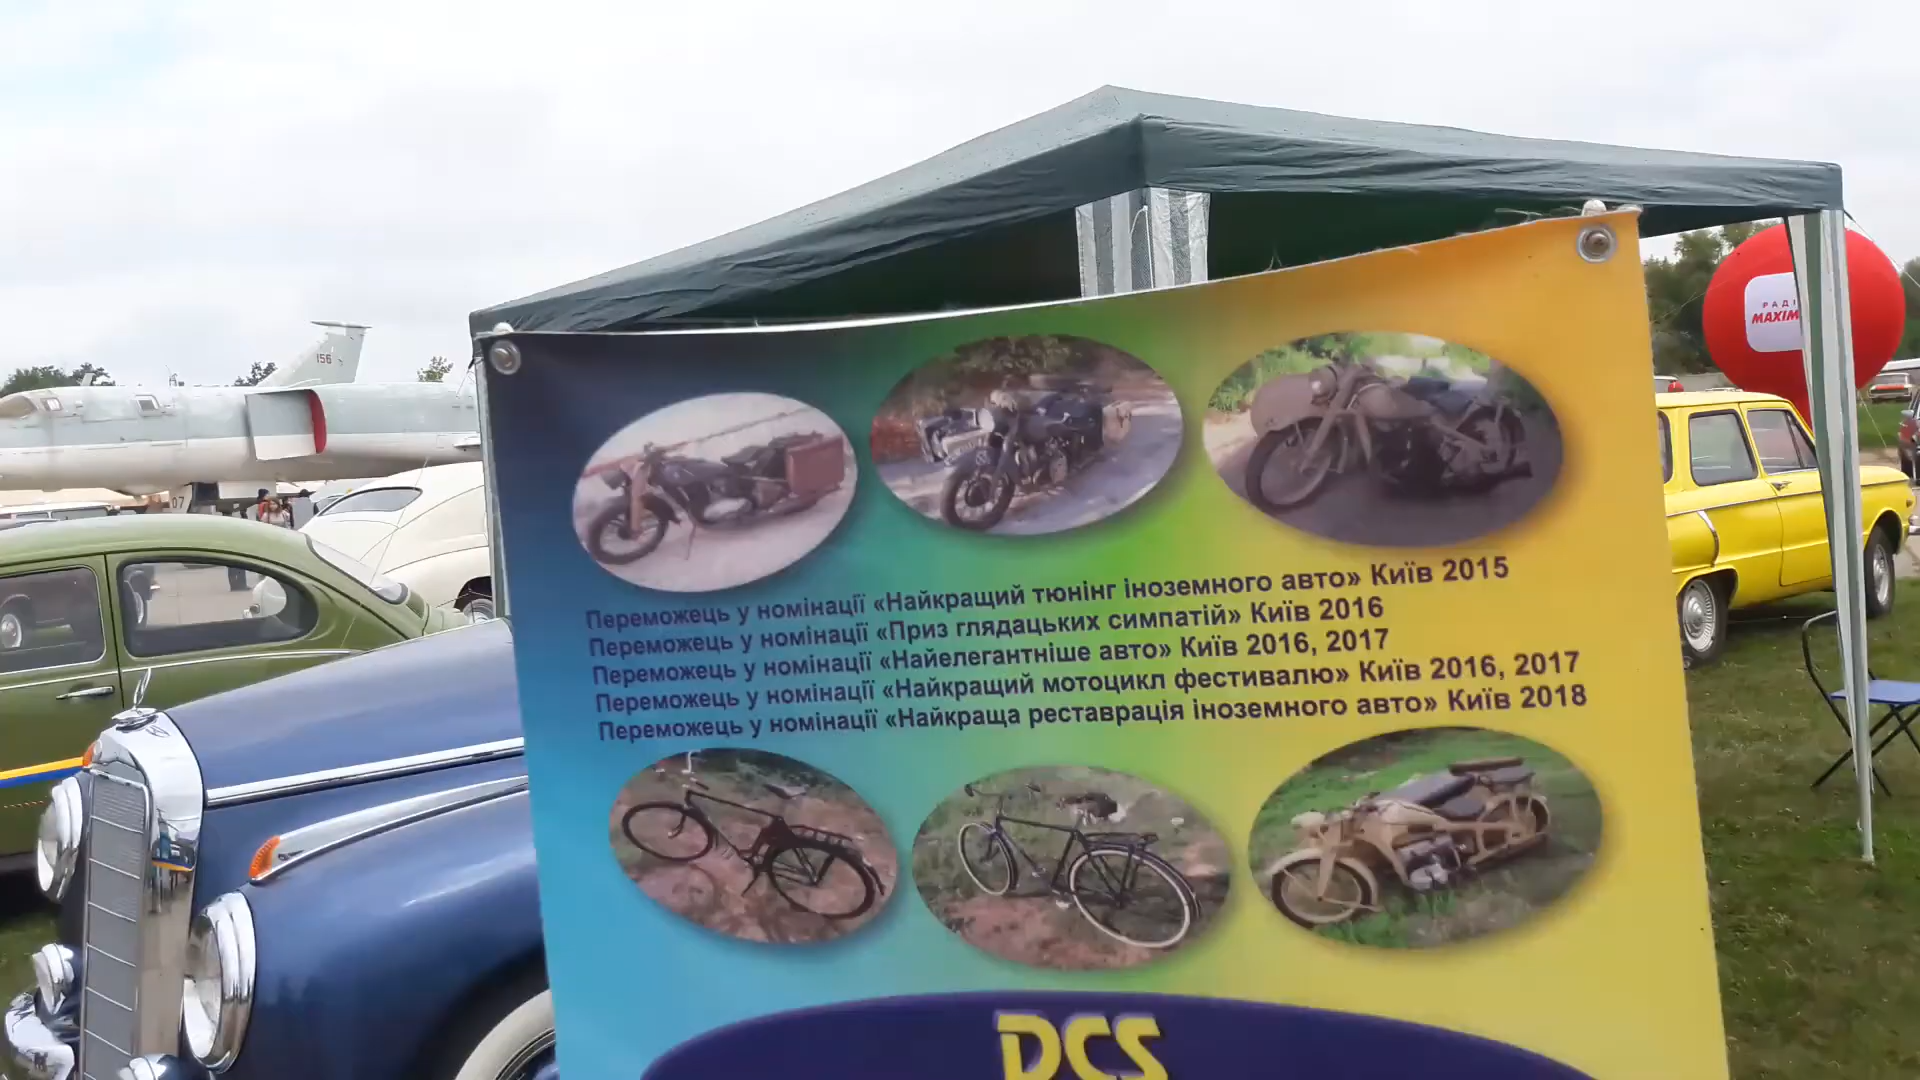 156
РАДІ
MAXIM
07
Переможець у номінації «Найкращий тюнінг іноземного авто» Київ 2015
Переможець у номінації «Приз глядацьких симпатій» Київ 2016
Переможець у номінації «Найелегантніше авто» Київ 2016, 2017
Переможець у номінації «Найкращий мотоцикл фестивалю» Київ 2016, 2017
Переможець у номінації «Найкраща реставрація іноземного авто» Київ 2018
DCS